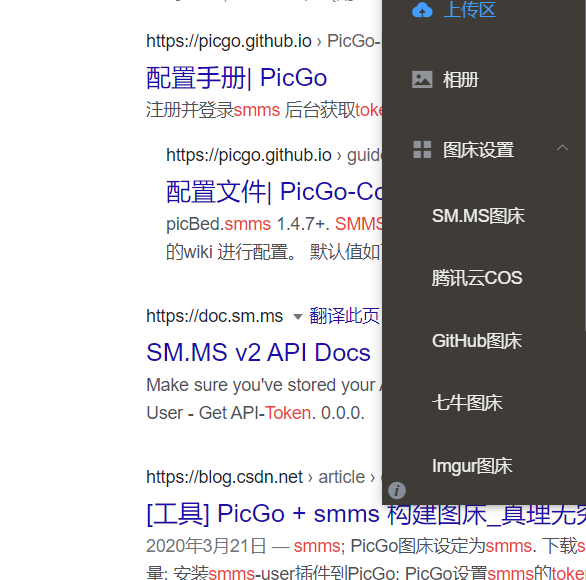 https://picgo.github.io › PicGo-
配置手册| PicGo
注册并登录smms 后台获取toke
https://picgo.github.io › guide
配置文件| PicGo-Co
picBed.smms 1.4.7+. SMMS
的wiki 进行配置。 默认值如
https://doc.sm.ms 翻译此页
SM.MS v2 API Docs
Make sure you've stored your
User - Get API-Token. 0.0.0.
https://blog.csdn.net › article ›
[工具] PicGo + smms 构建图床_真理无穷
2020年3月21日 — smms; PicGo图床设定为smms. 下载s
量; 安装smms-user插件到PicGo; PicGo设置smms的toke
上传区
相册
图床设置
SM.MS图床
腾讯云COS
GitHub图床
七牛图床
Imgur图床